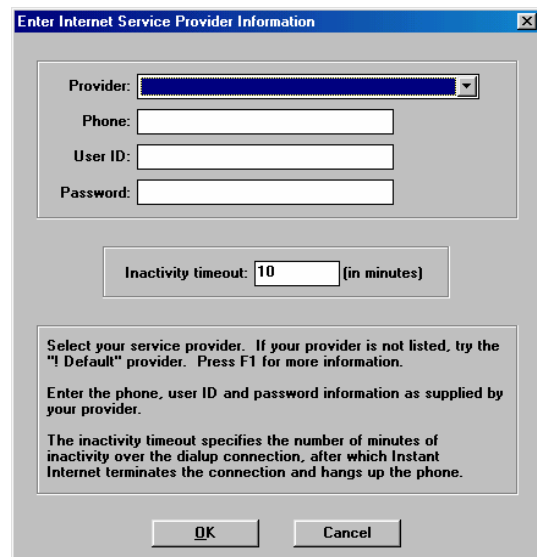 Enter Internet Service Provider Information
Provider:
Phone:
User ID:
Password:
Inactivity timeout: 10 (in minutes)
Select your service provider. If your provider is not listed, try the
"! Default" provider. Press F1 for more information.
Enter the phone, user ID and password information as supplied by
your provider.
The inactivity timeout specifies the number of minutes of
inactivity over the dialup connection, after which Instant
Internet terminates the connection and hangs up the phone.
OK Cancel